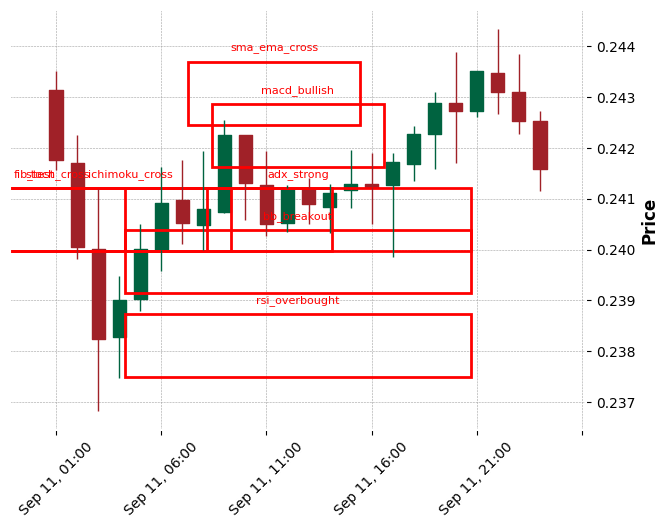 sma_ema_cross
0.244
macd_bullish
0.243
0.242
ichimoku_cross
adx_strong
0.241
0.240
rsi_overbought
0.239
0.238
0.237
Price
Sep 11, 01:00
Sep 11, 06:00
Sep 11, 11:00
Sep 11, 16:00
Sep 11, 21:00